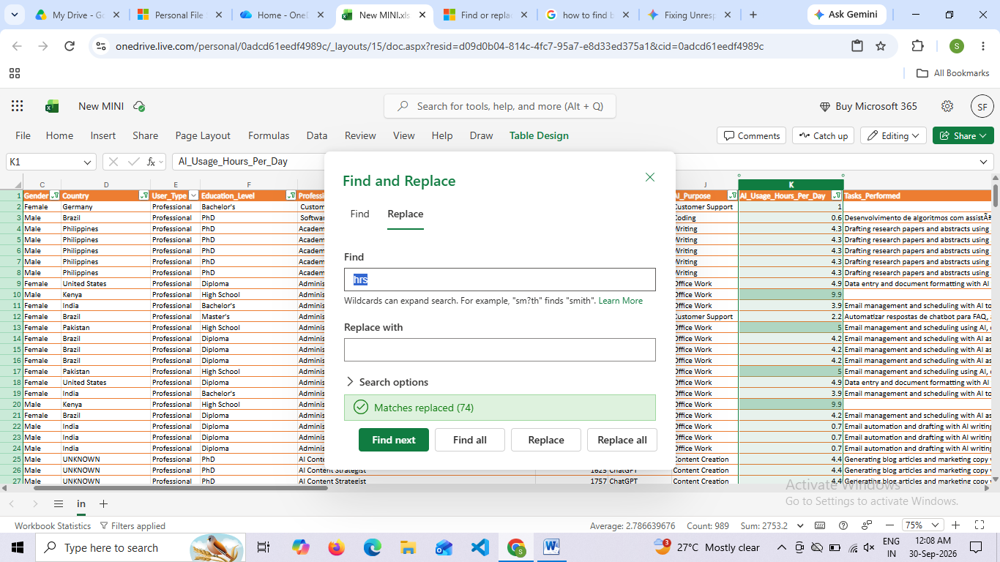 My Drive - Go
Personal File
Home - OneD
New MINI.xls
Find or repla
how to find b
Fixing Unresp
Ask Gemini
onedrive.live.com/personal/0adcd61eedf4989c/_layouts/15/doc.aspx?resid=d09d0b04-814c-4fc7-95a7-e8d33ed375a1&cid=0adcd61eedf4989c
S
All Bookmarks
New MINI
Search for tools, help, and more (Alt + Q)
Buy Microsoft 365
SF
File Home Insert Share Page Layout Formulas Data Review View Help Draw Table Design
Comments Catch up Editing Share
K1 fx AI_Usage_Hours_Per_Day
C D E F J K
1 Gender Country User_Type Education_Level Professi AI_Purpose AI_Usage_Hours_Per_Day Tasks_Performed
2 Female Germany Professional Bachelor's Custom Customer Support 1
3 Male Brazil Professional PhD Softwar Coding 0.6 Desenvolvimento de algoritmos com assistÃª
4 Male Philippines Professional PhD Academ Writing 4.3 Drafting research papers and abstracts using
5 Male Philippines Professional PhD Academ Writing 4.3 Drafting research papers and abstracts using
6 Male Philippines Professional PhD Academ Writing 4.3 Drafting research papers and abstracts using
7 Male Philippines Professional PhD Academ Writing 4.3 Drafting research papers and abstracts using
8 Male Philippines Professional PhD Academ Writing 4.3 Drafting research papers and abstracts using
9 Female United States Professional Diploma Adminis Office Work 4.9 Data entry and document formatting with AI
10 Male Kenya Professional High School Adminis Office Work 9.9
11 Female India Professional Bachelor's Adminis Office Work 3.9 Email management and scheduling with AI to
12 Female Brazil Professional Master's Adminis Customer Support 2.2 Automatizar respostas de chatbot para FAQ,
13 Female Pakistan Professional High School Adminis Office Work 5 Email management and scheduling using AI,
14 Female Brazil Professional Diploma Adminis Office Work 4.2 Email management and scheduling with AI as
15 Female Brazil Professional Diploma Adminis Office Work 4.2 Email management and scheduling with AI as
16 Female Brazil Professional Diploma Adminis Office Work 4.2 Email management and scheduling with AI as
17 Female Pakistan Professional High School Adminis Office Work 5 Email management and scheduling using AI,
18 Female United States Professional Diploma Adminis Office Work 4.9 Data entry and document formatting with AI
19 Female India Professional Bachelor's Adminis Office Work 3.9 Email management and scheduling with AI to
20 Male Kenya Professional High School Adminis Office Work 9.9
21 Female Brazil Professional Diploma Adminis Office Work 4.2 Email management and scheduling with AI as
22 Male India Professional Diploma Adminis Office Work 0.7 Email automation and drafting with AI writing
23 Male India Professional Diploma Adminis Office Work 0.7 Email automation and drafting with AI writing
24 Male India Professional Diploma Adminis Office Work 0.7 Email automation and drafting with AI writing
25 Male UNKNOWN Professional PhD AI Conte Content Creation 4.4 Generating blog articles and marketing copy
26 Male UNKNOWN Professional PhD AI Content Strategist 1625 ChatGPT Content Creation 4.4 Generating blog articles and marketing copy
27 Male UNKNOWN Professional PhD AI Content Strategist 1757 ChatGPT Content Creation 4.4 Generating blog articles and marketing copy
Find and Replace
Find Replace
Find
hrs
Wildcards can expand search. For example, "sm?th" finds "smith". Learn More
Replace with
Search options
Matches replaced (74)
Find next Find all Replace Replace all
Activate Windows
Go to Settings to activate Windows.
in
Workbook Statistics Filters applied Average: 2.786639676 Count: 989 Sum: 2753.2 75%
Type here to search
27°C Mostly clear
ENG
IN
12:08 AM
30-Sep-2026